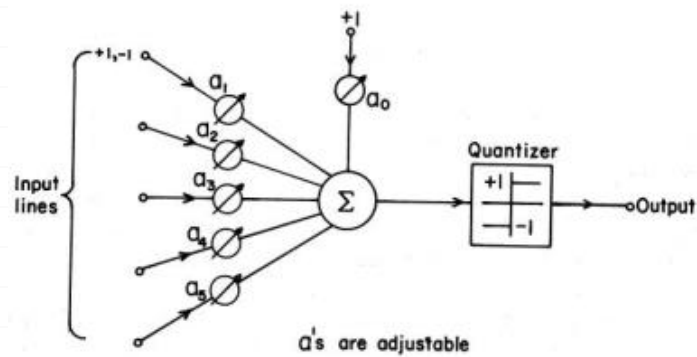 +1
+1,-1
a1
a0
a2
Quantizer
Input
lines
a3
Σ
+1
-1
Output
a4
a5
a's are adjustable